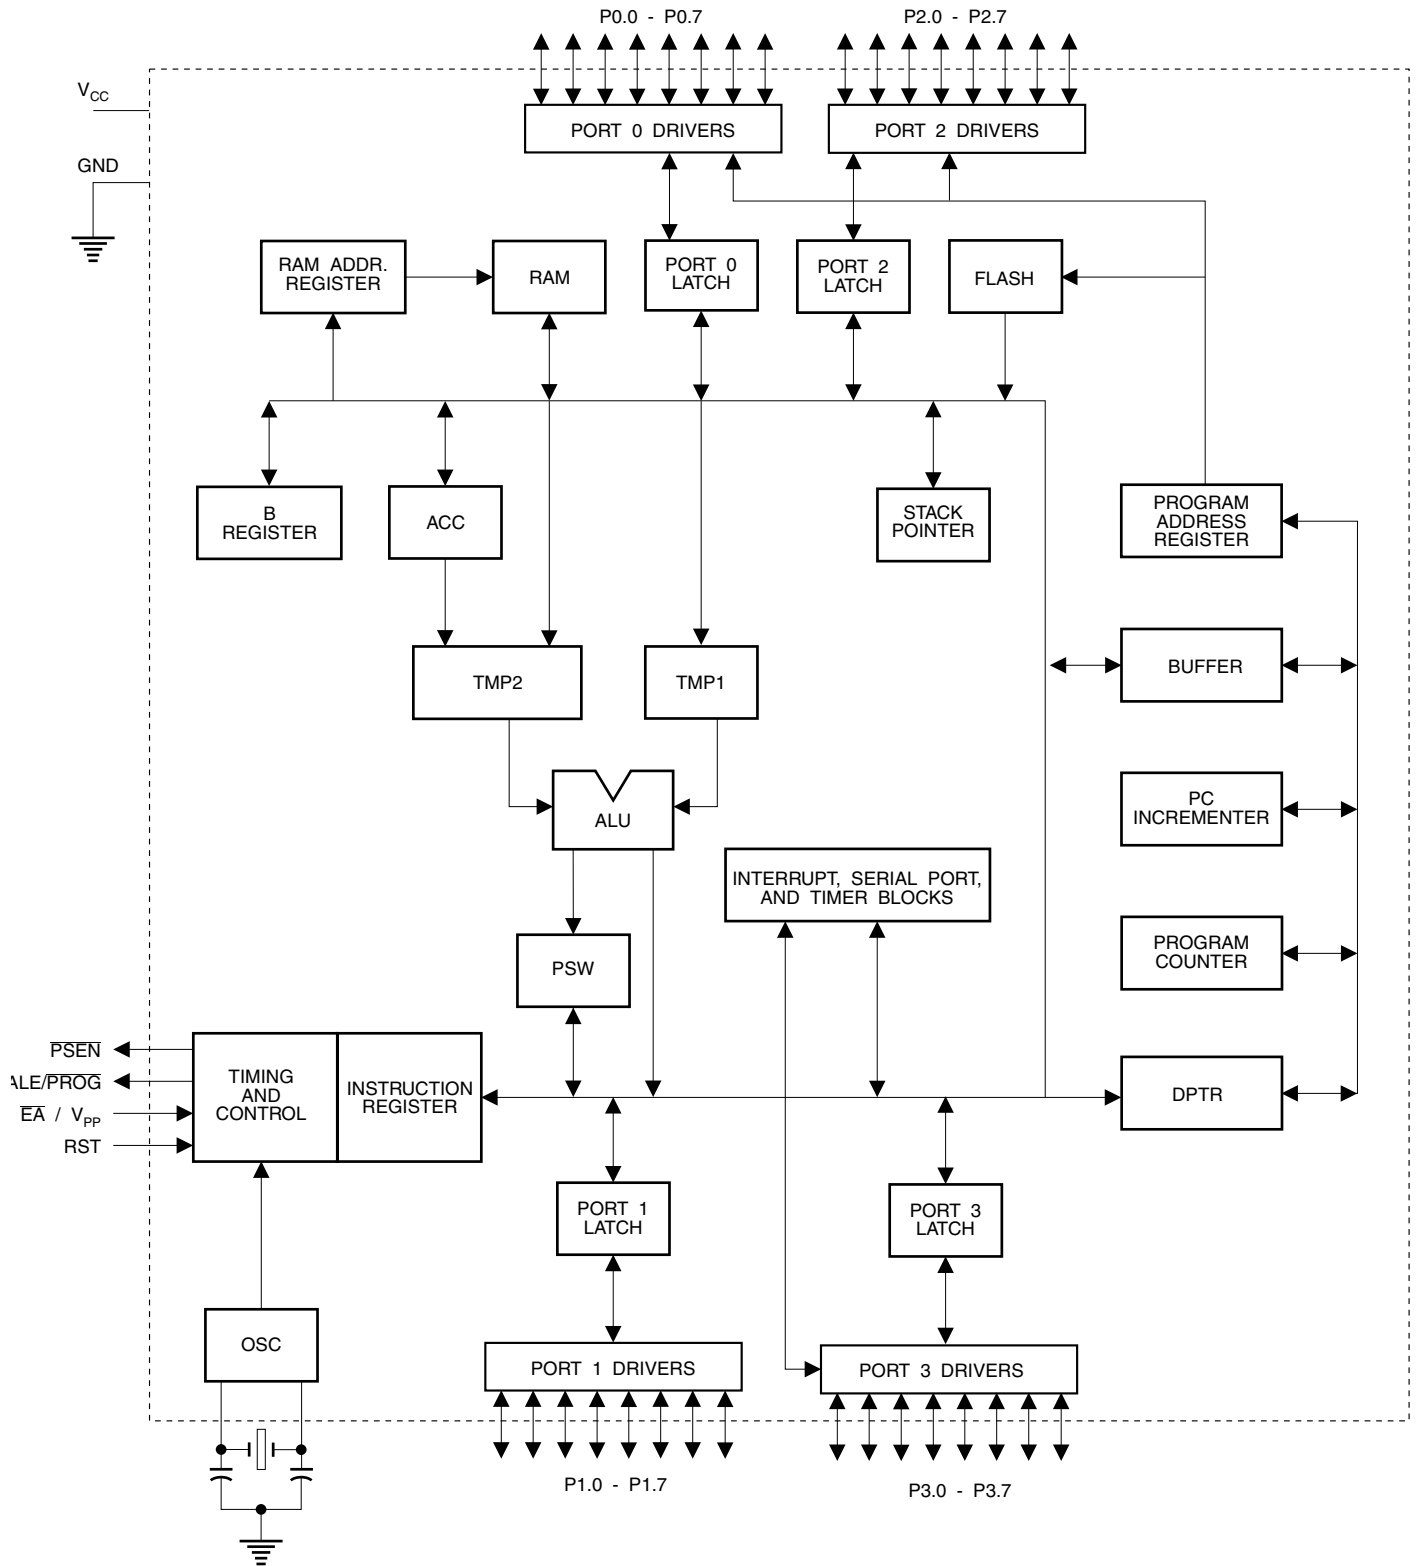 P0.0 - P0.7
P2.0 - P2.7
VCC
PORT 0 DRIVERS
PORT 2 DRIVERS
GND
RAM ADDR.
REGISTER
RAM
PORT 0
LATCH
PORT 2
LATCH
FLASH
B
REGISTER
ACC
STACK
POINTER
PROGRAM
ADDRESS
REGISTER
TMP2
TMP1
BUFFER
ALU
PC
INCREMENTER
INTERRUPT, SERIAL PORT,
AND TIMER BLOCKS
PSW
PROGRAM
COUNTER
PSEN
ALE/PROG
EA / VPP
RST
TIMING
AND
CONTROL
INSTRUCTION
REGISTER
DPTR
PORT 1
LATCH
PORT 3
LATCH
OSC
PORT 1 DRIVERS
PORT 3 DRIVERS
P1.0 - P1.7
P3.0 - P3.7